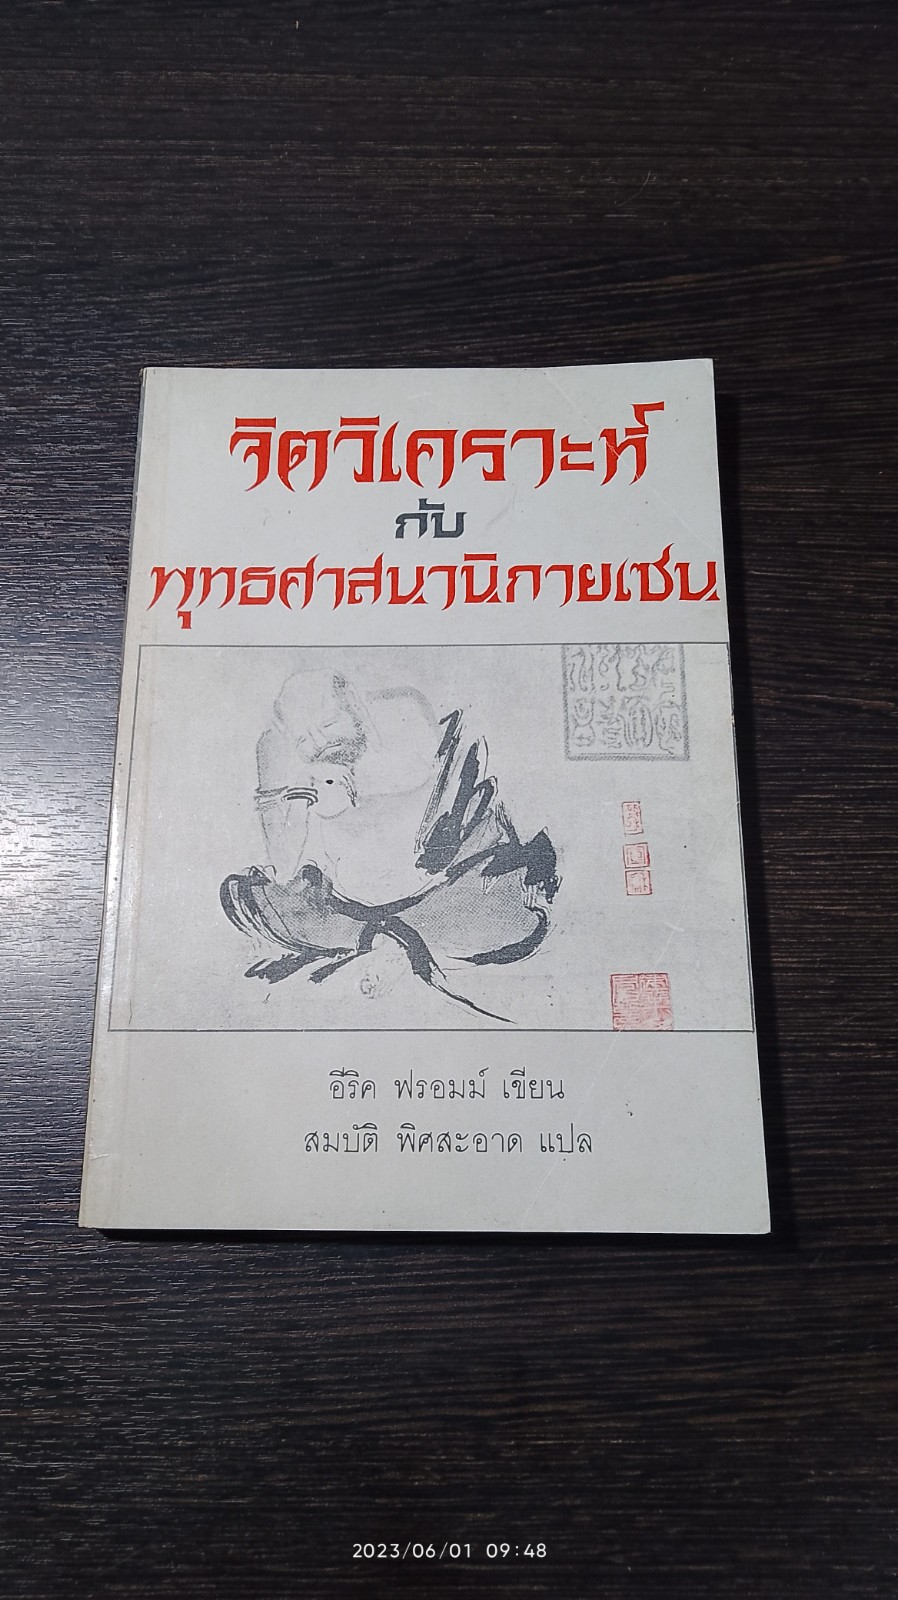 จิตวิเคราะห์
กับ
พุทธศาสนานิกายเซน
อีริค ฟรอมม์ เขียน
สมบัติ พิศสะอาด แปล
2023/06/01 09:48